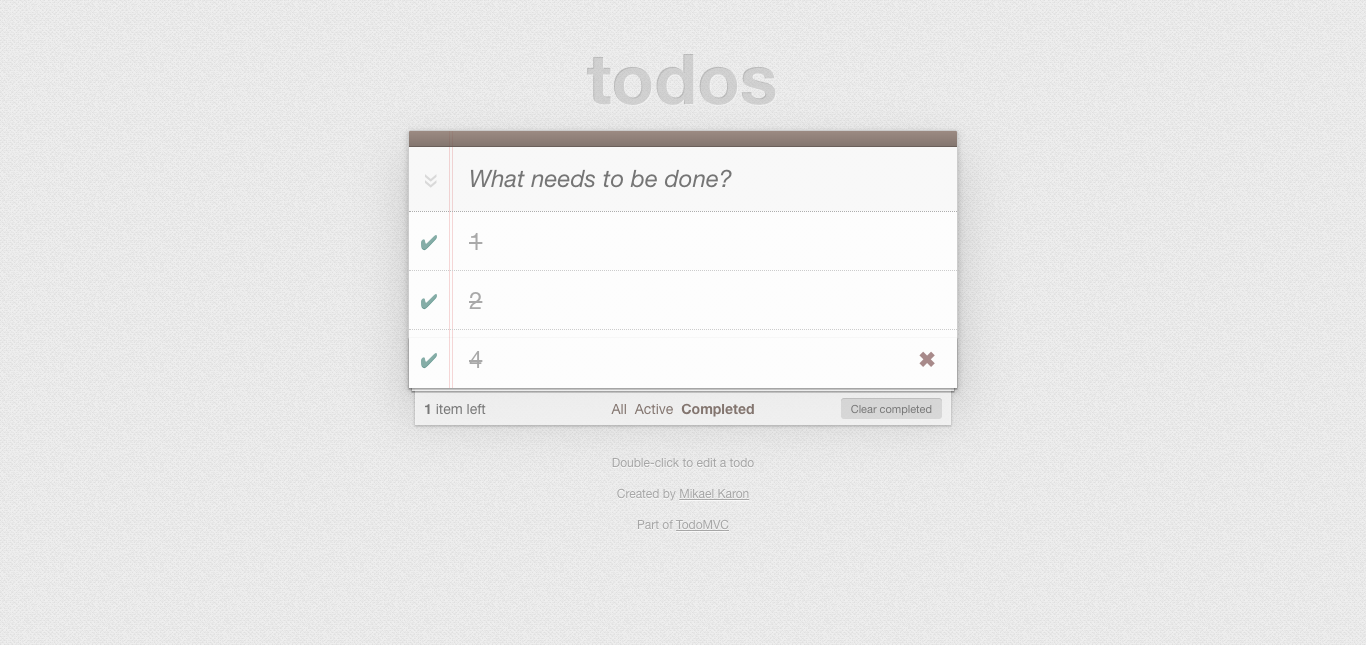 todos
What needs to be done?
1
2
4
1 item left All Active Completed Clear completed
Double-click to edit a todo
Created by Mikael Karon
Part of TodoMVC